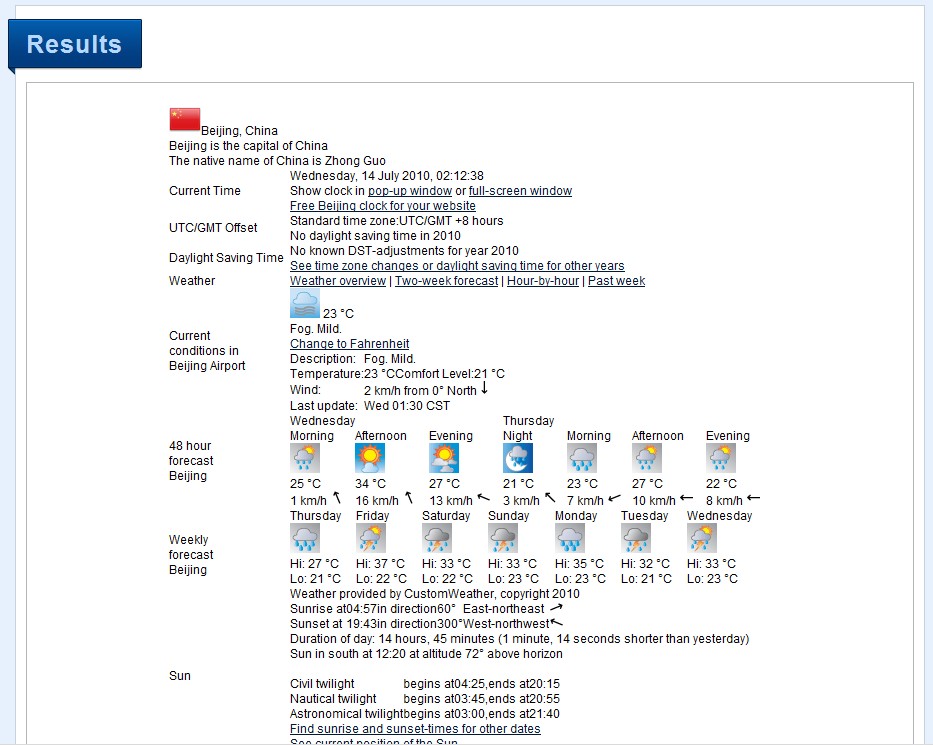 Results
Beijing, China
Beijing is the capital of China
The native name of China is Zhong Guo
Current Time
Wednesday, 14 July 2010, 02:12:38
Show clock in pop-up window or full-screen window
Free Beijing clock for your website
UTC/GMT Offset
Standard time zone:UTC/GMT +8 hours
No daylight saving time in 2010
Daylight Saving Time
No known DST-adjustments for year 2010
See time zone changes or daylight saving time for other years
Weather
Weather overview | Two-week forecast | Hour-by-hour | Past week
Current
conditions in
Beijing Airport
23 °C
Fog. Mild.
Change to Fahrenheit
Description: Fog. Mild.
Temperature:23 °CComfort Level:21 °C
Wind: 2 km/h from 0° North ↓
Last update: Wed 01:30 CST
48 hour
forecast
Beijing
Wednesday Thursday
Morning Afternoon Evening Night Morning Afternoon Evening
25 °C 34 °C 27 °C 21 °C 23 °C 27 °C 22 °C
1 km/h 16 km/h 13 km/h 3 km/h 7 km/h 10 km/h 8 km/h
Weekly
forecast
Beijing
Thursday Friday Saturday Sunday Monday Tuesday Wednesday
Hi: 27 °C Hi: 37 °C Hi: 33 °C Hi: 33 °C Hi: 35 °C Hi: 32 °C Hi: 33 °C
Lo: 21 °C Lo: 22 °C Lo: 22 °C Lo: 23 °C Lo: 23 °C Lo: 21 °C Lo: 23 °C
Weather provided by CustomWeather, copyright 2010
Sun
Sunrise at04:57in direction60° East-northeast
Sunset at 19:43in direction300°West-northwest
Duration of day: 14 hours, 45 minutes (1 minute, 14 seconds shorter than yesterday)
Sun in south at 12:20 at altitude 72° above horizon
Civil twilight begins at04:25,ends at20:15
Nautical twilight begins at03:45,ends at20:55
Astronomical twilightbegins at03:00,ends at21:40
Find sunrise and sunset-times for other dates
See current position of the Sun